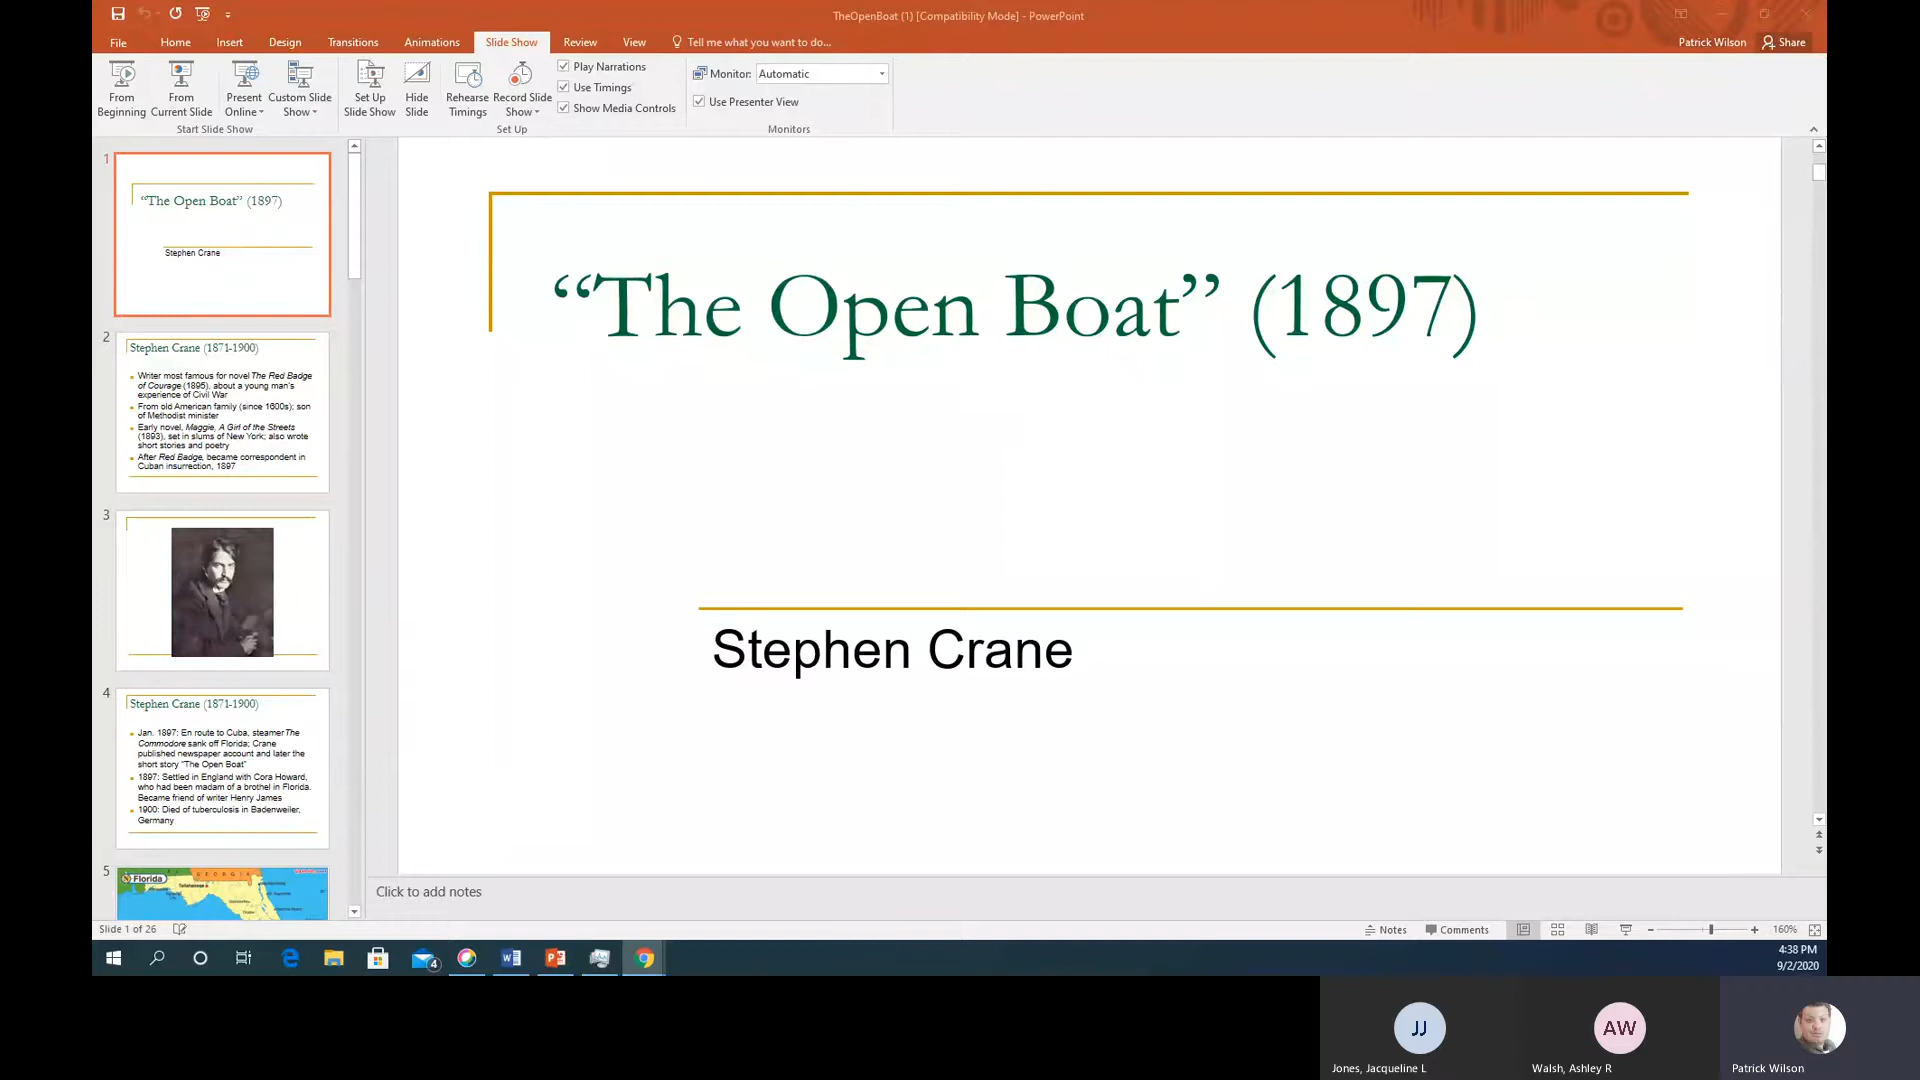 TheOpenBoat (1) [Compatibility Mode] - PowerPoint
File Home Insert Design Transitions Animations Slide Show Review View Tell me what you want to do... Patrick Wilson Share
From Beginning
From Current Slide
Present Online
Custom Slide Show
Set Up Slide Show
Hide Slide
Rehearse Timings
Record Slide Show
Play Narrations
Use Timings
Show Media Controls
Monitor: Automatic
Use Presenter View
Start Slide Show
Set Up
Monitors
1
“The Open Boat” (1897)
Stephen Crane
2
Stephen Crane (1871-1900)
Writer most famous for novel The Red Badge
of Courage (1895), about a young man's
experience of Civil War
From old American family (since 1600s); son
of Methodist minister
Early novel, Maggie, A Girl of the Streets
(1893), set in slums of New York; also wrote
short stories and poetry
After Red Badge, became correspondent in
Cuban insurrection, 1897
3
4
Stephen Crane (1871-1900)
Jan. 1897: En route to Cuba, steamer The
Commodore sank off Florida; Crane
published newspaper account and later the
short story “The Open Boat”
1897: Settled in England with Cora Howard,
who had been madam of a brothel in Florida.
Became friend of writer Henry James
1900: Died of tuberculosis in Badenweiler,
Germany
5
Florida
GEORGIA
“The Open Boat” (1897)
Stephen Crane
Click to add notes
Slide 1 of 26
Notes Comments 160%
4
4:38 PM
9/2/2020
JJ
AW
Jones, Jacqueline L
Walsh, Ashley R
Patrick Wilson